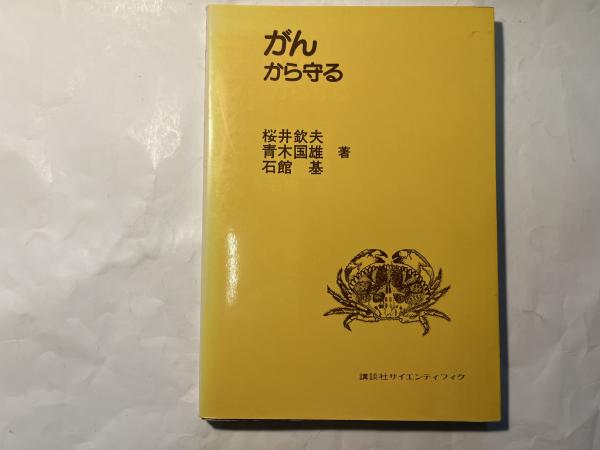 がん
から守る
桜井欽夫
青木国雄 著
石館 基
講談社サイエンティフィク